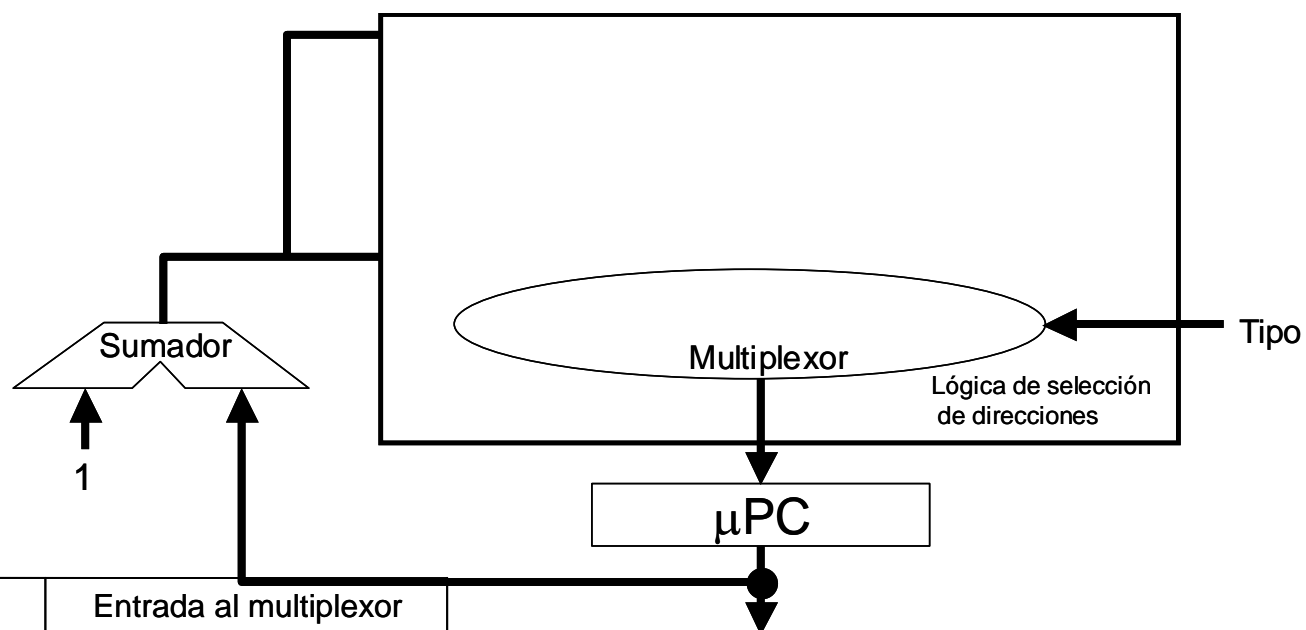 Sumador
Tipo
Multiplexor
Lógica de selección
de direcciones
1
μPC
Entrada al multiplexor